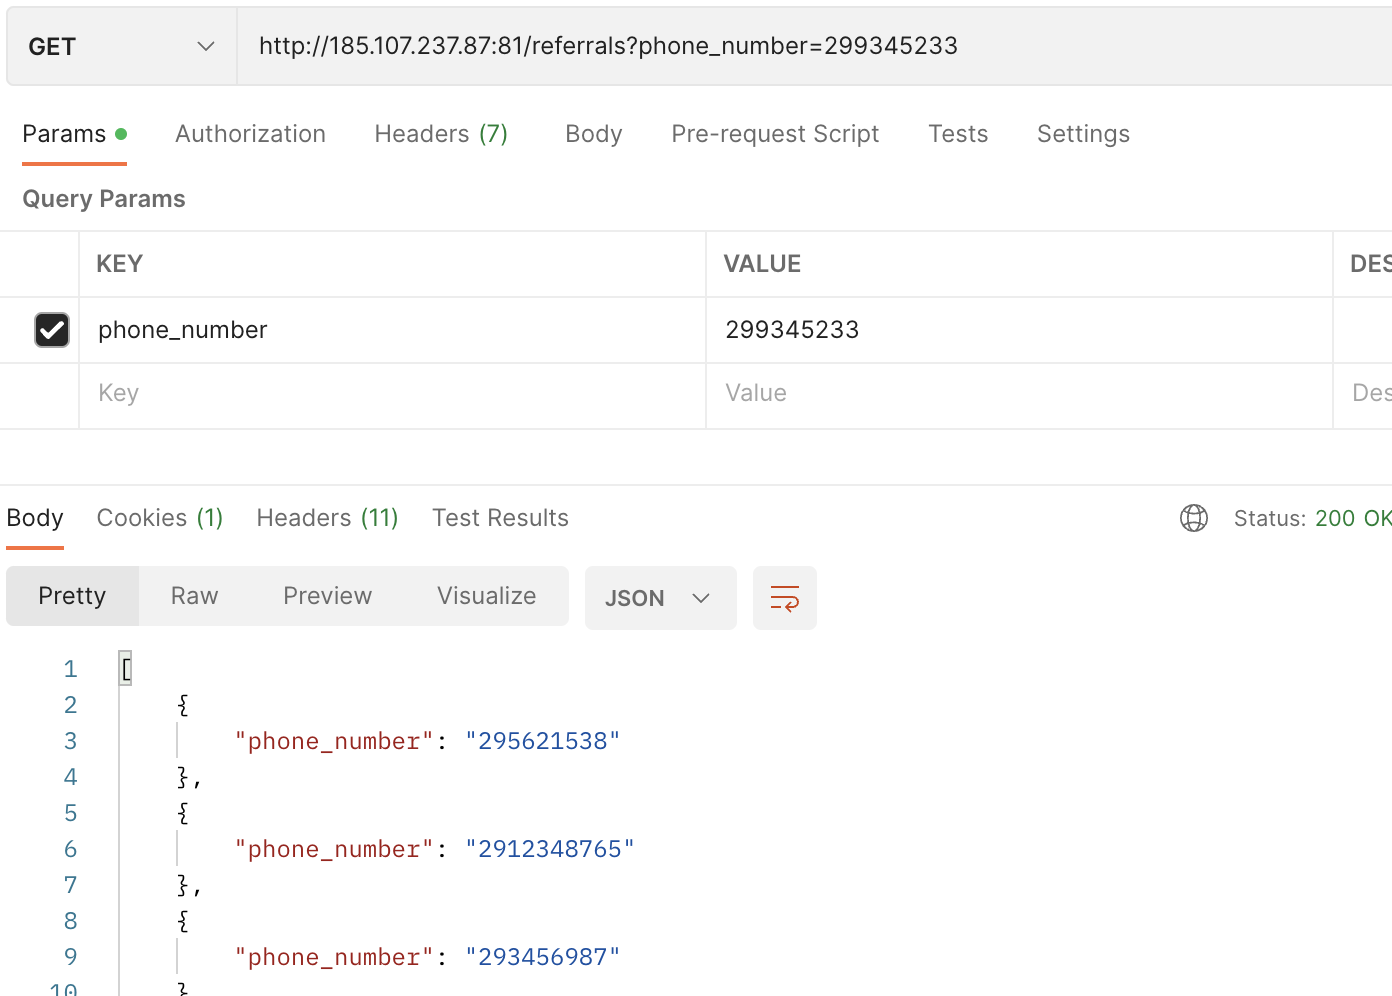 GET http://185.107.237.87:81/referrals?phone_number=299345233
Params Authorization Headers (7) Body Pre-request Script Tests Settings
Query Params
KEY VALUE DES
phone_number 299345233
Key Value Des
Body Cookies (1) Headers (11) Test Results Status: 200 OK
Pretty Raw Preview Visualize JSON
1 [
2 {
3 "phone_number": "295621538"
4 },
5 {
6 "phone_number": "2912348765"
7 },
8 {
9 "phone_number": "293456987"
10 }